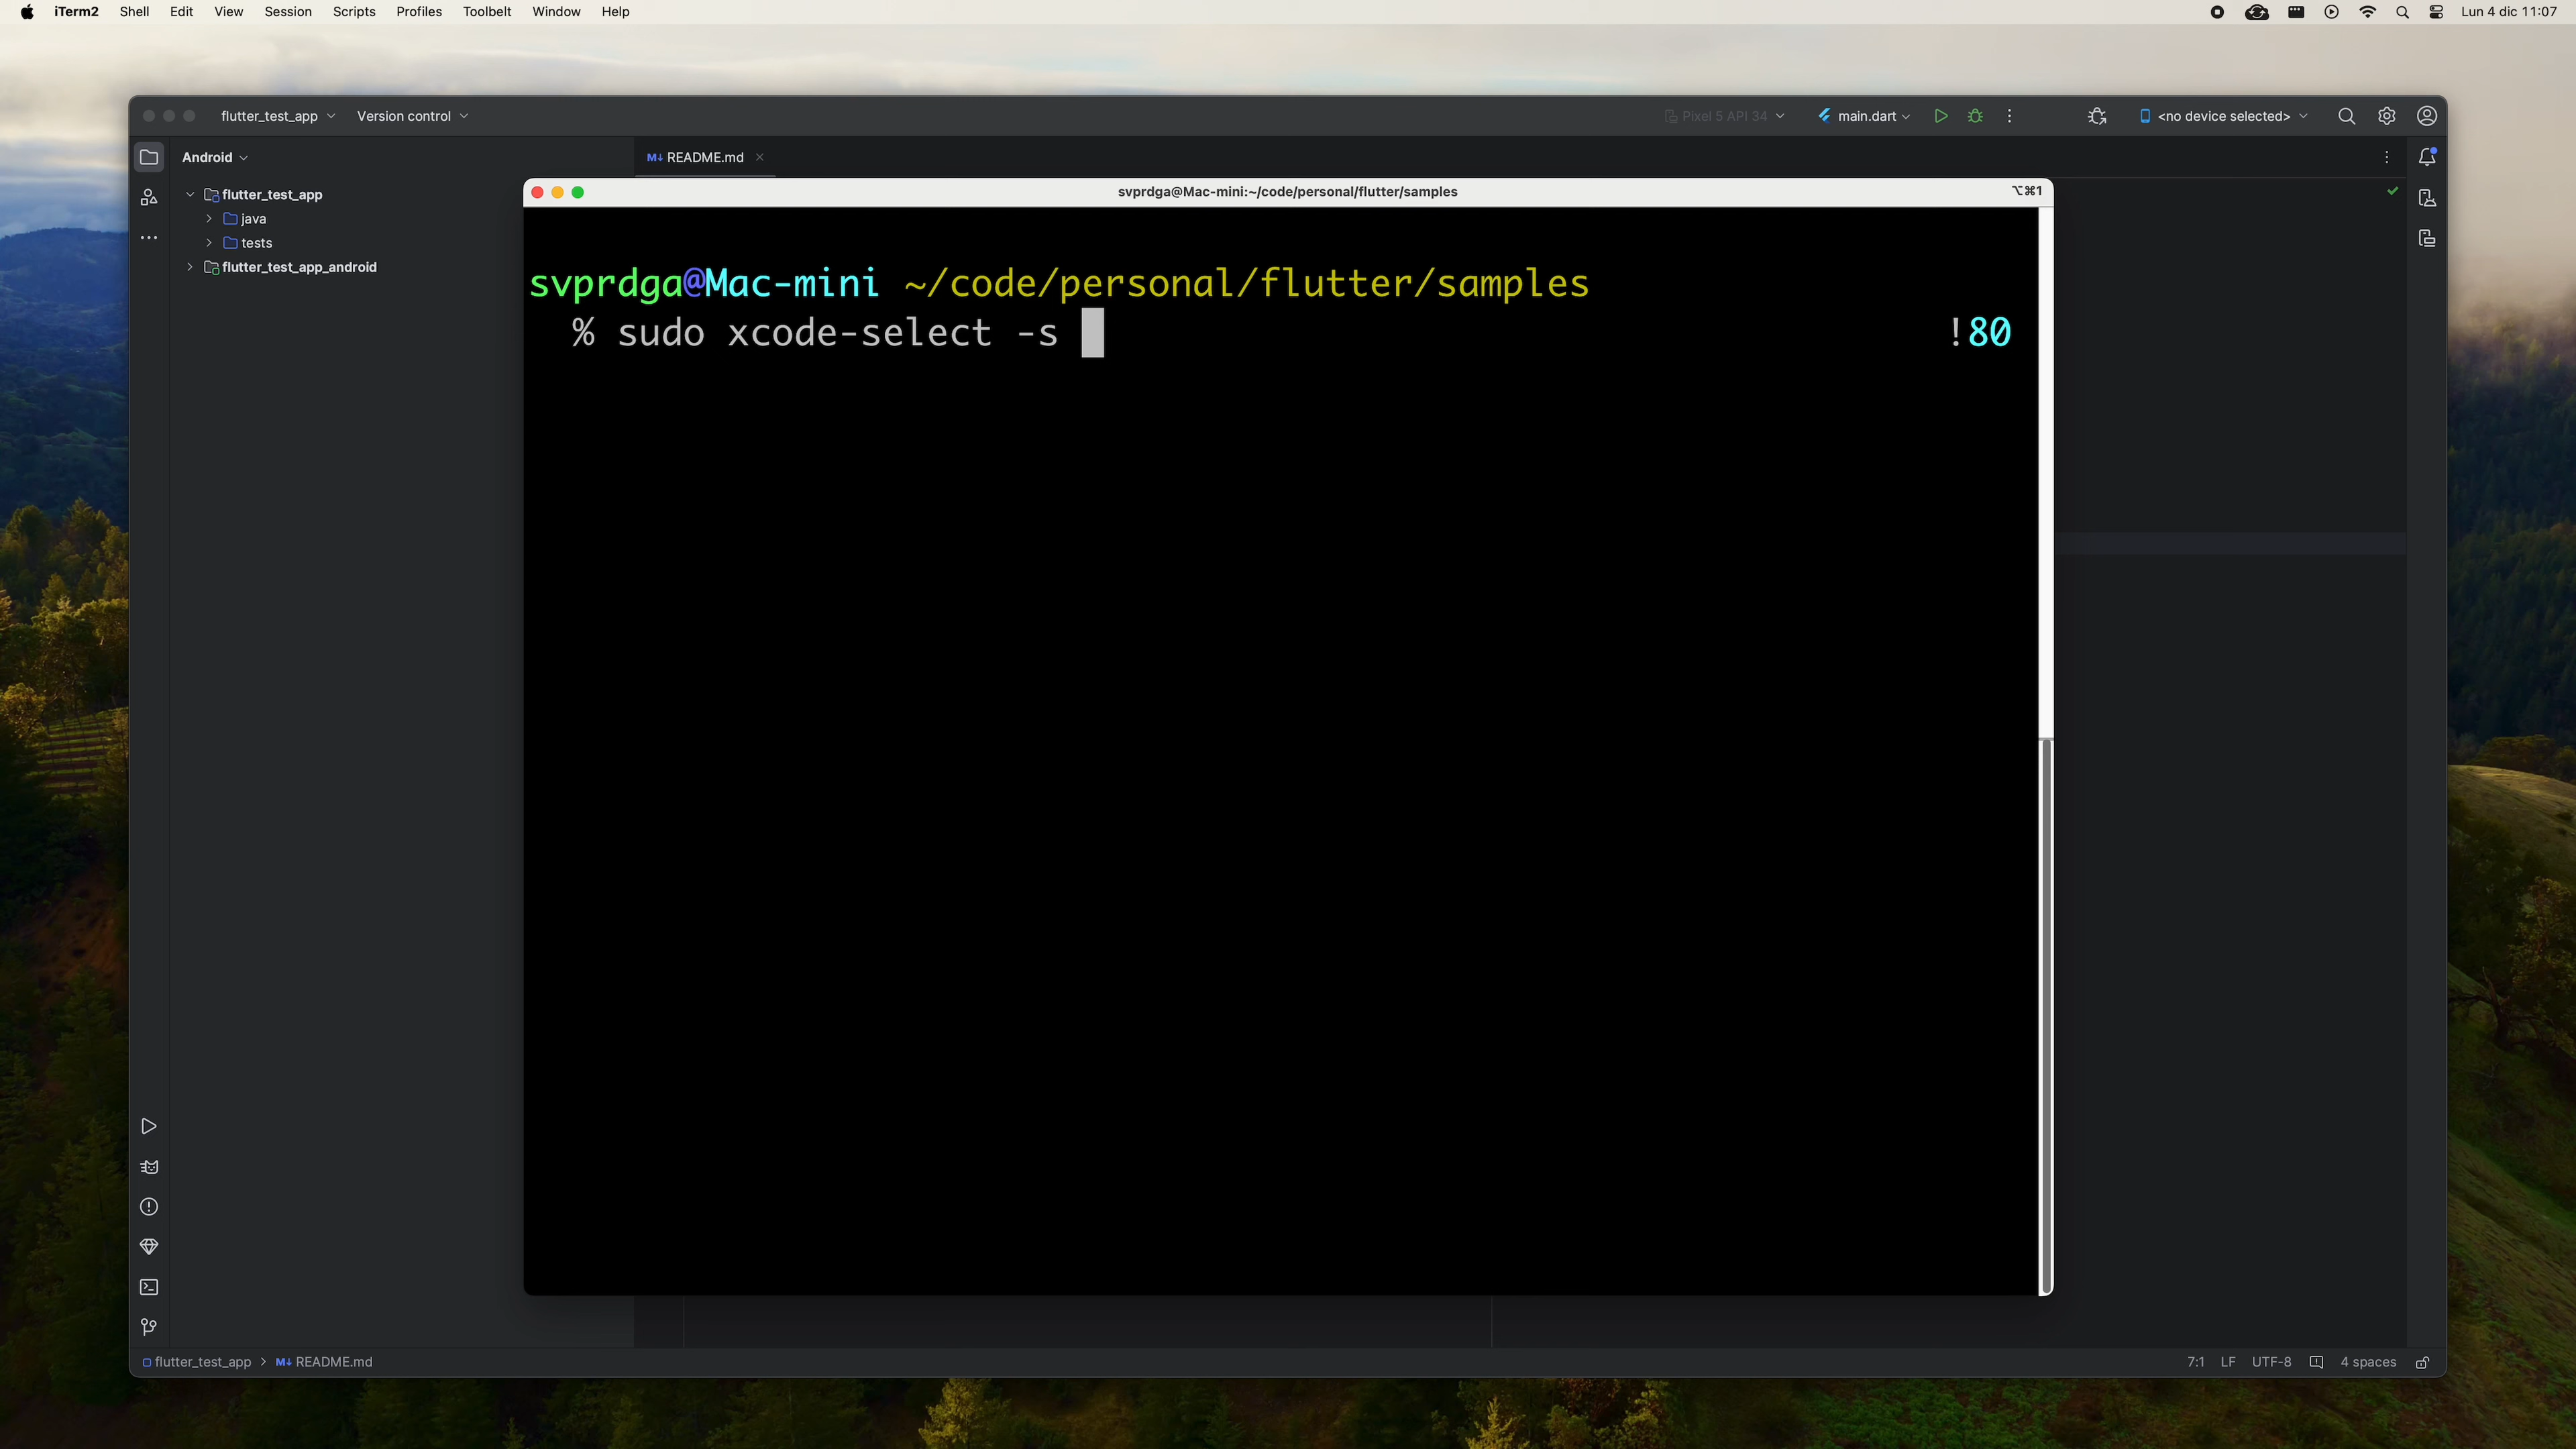 iTerm2 Shell Edit View Session Scripts Profiles Toolbelt Window Help Lun 4 dic 11:07
flutter_test_app Version control Pixel 5 API 34 main.dart <no device selected>
Android README.md
flutter_test_app
java
tests
flutter_test_app_android
svprdga@Mac-mini:~/code/personal/flutter/samples ⌥⌘1
svprdga@Mac-mini ~/code/personal/flutter/samples
% sudo xcode-select -s !80
flutter_test_app > M↓ README.md 7:1 LF UTF-8 4 spaces